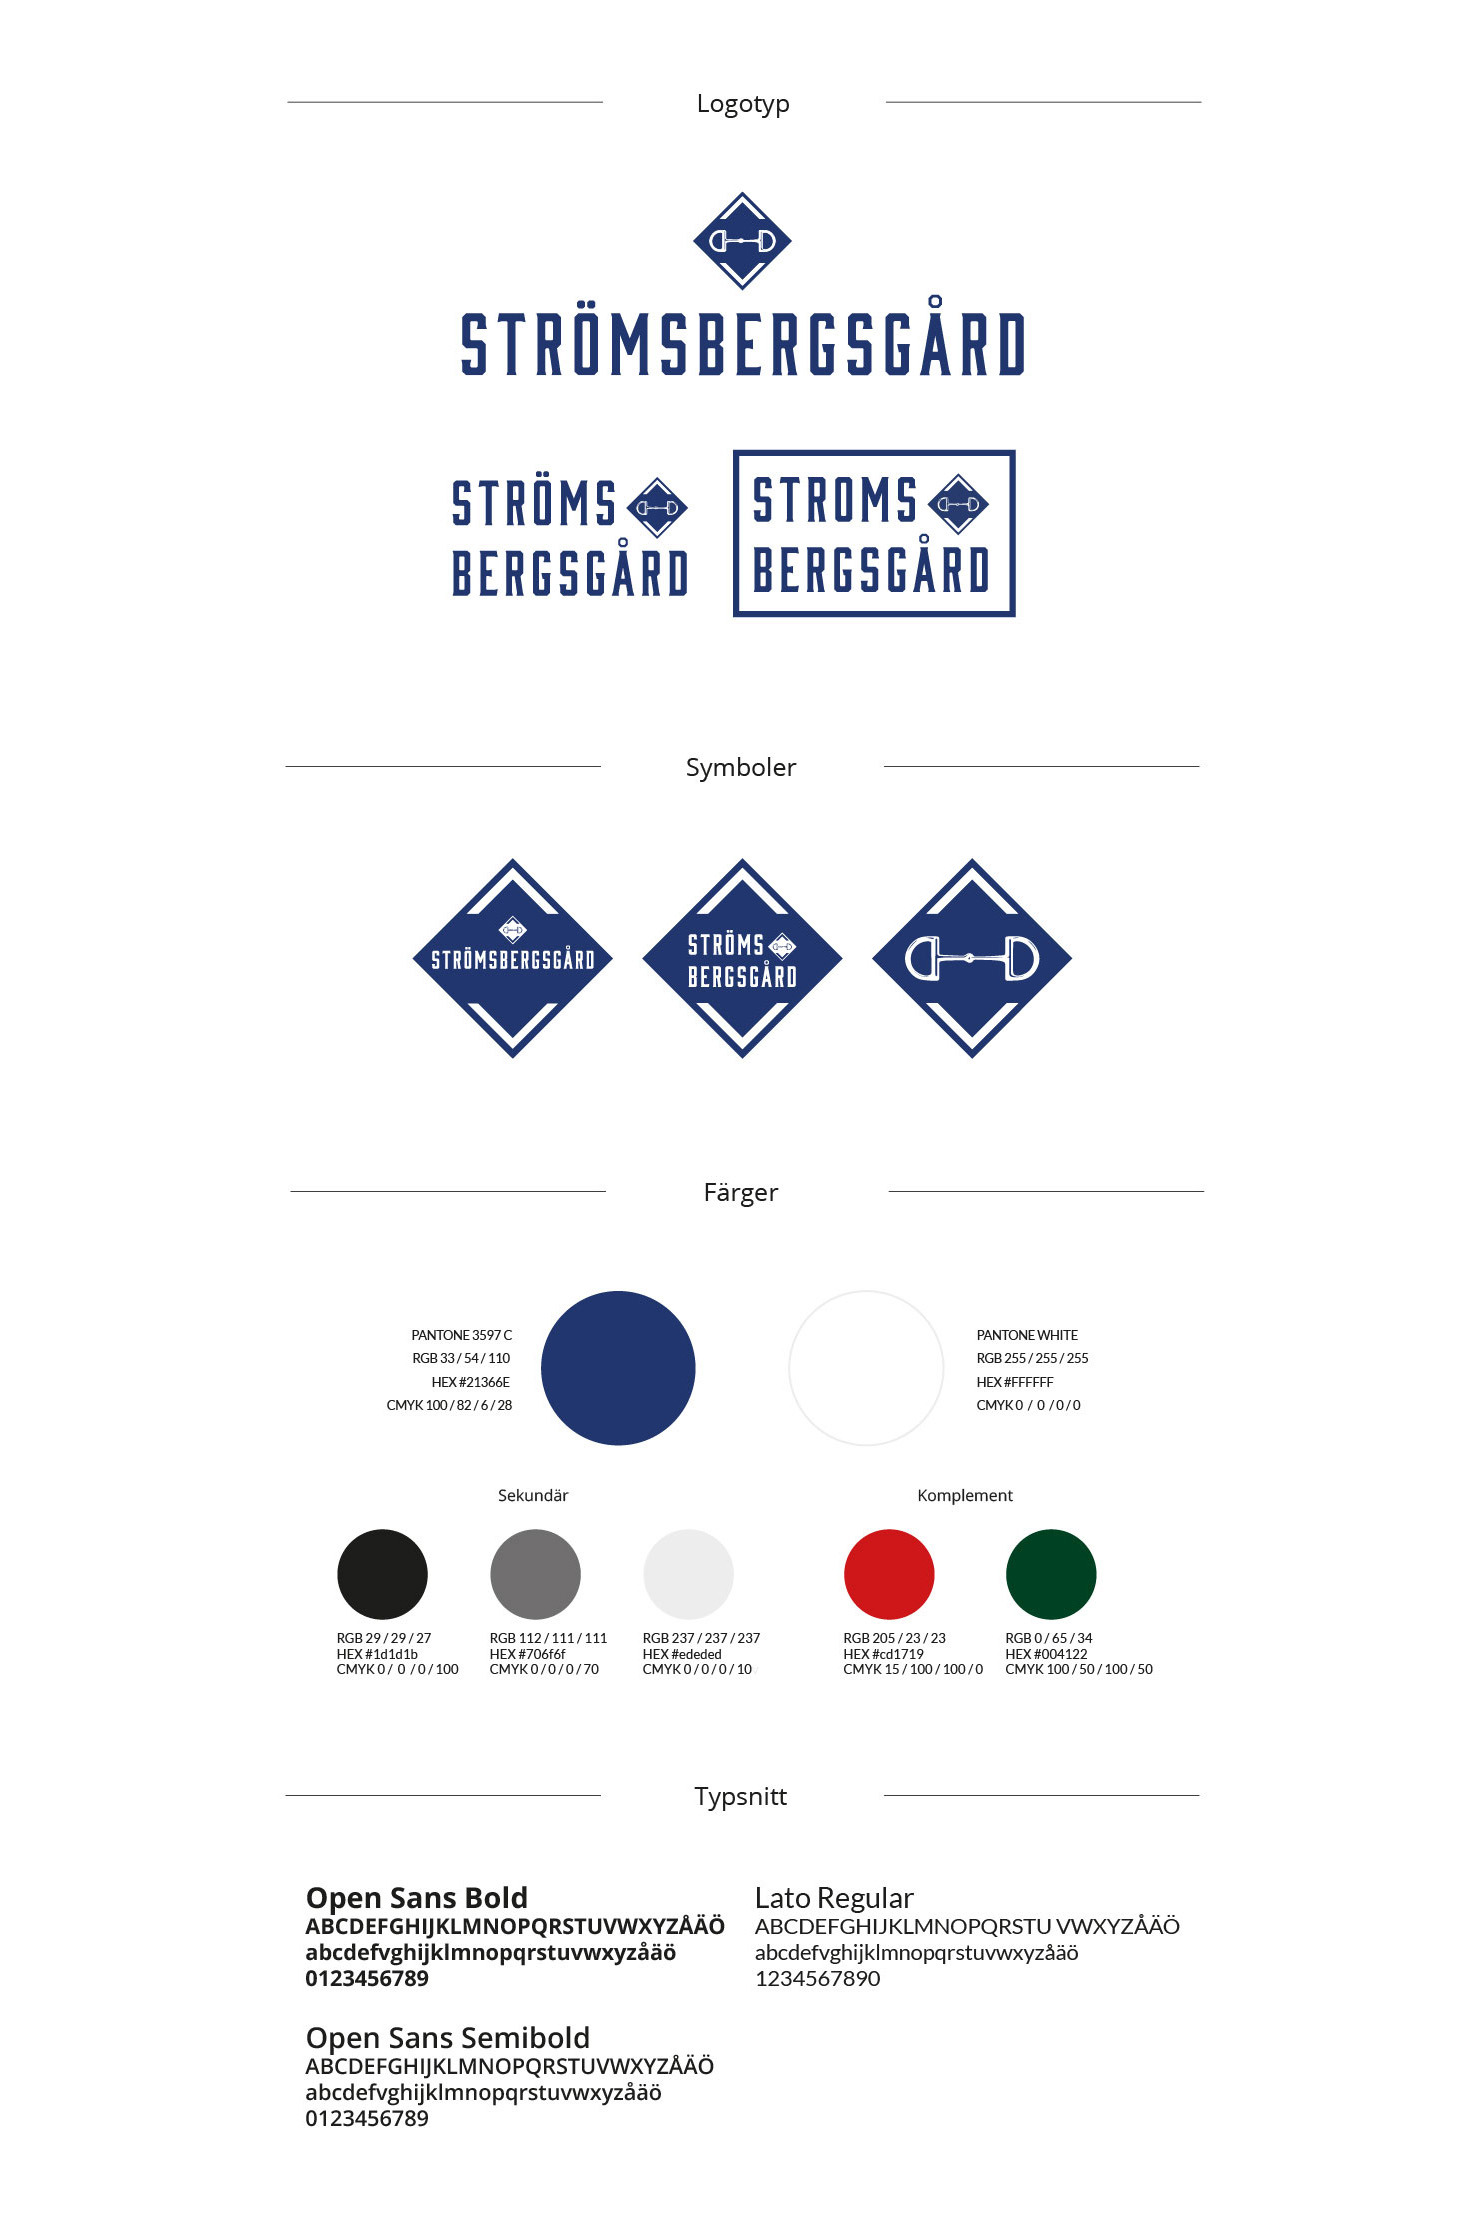 Logotyp
STRÖMSBERGSGÅRD
STRÖMS
BERGSGÅRD
STROMS
BERGSGÅRD
Symboler
STRÖMSBERGSGÅRD
STRÖMS
BERGSGÅRD
Färger
PANTONE 3597 C
RGB 33 / 54 / 110
HEX #21366E
CMYK 100 / 82 / 6 / 28
PANTONE WHITE
RGB 255 / 255 / 255
HEX #FFFFFF
CMYK 0 / 0 / 0 / 0
Sekundär
RGB 29 / 29 / 27
HEX #1d1d1b
CMYK 0 / 0 / 0 / 100
RGB 112 / 111 / 111
HEX #706f6f
CMYK 0 / 0 / 0 / 70
RGB 237 / 237 / 237
HEX #ededed
CMYK 0 / 0 / 0 / 10
Komplement
RGB 205 / 23 / 23
HEX #cd1719
CMYK 15 / 100 / 100 / 0
RGB 0 / 65 / 34
HEX #004122
CMYK 100 / 50 / 100 / 50
Typsnitt
Open Sans Bold
ABCDEFGHIJKLMNOPQRSTUVWXYZÅÄÖ
abcdefvghijklmnopqrstuvwxyzåäö
0123456789
Open Sans Semibold
ABCDEFGHIJKLMNOPQRSTUVWXYZÅÄÖ
abcdefvghijklmnopqrstuvwxyzåäö
0123456789
Lato Regular
ABCDEFGHIJKLMNOPQRSTU VWXYZÅÄÖ
abcdefvghijklmnopqrstuvwxyzåäö
1234567890